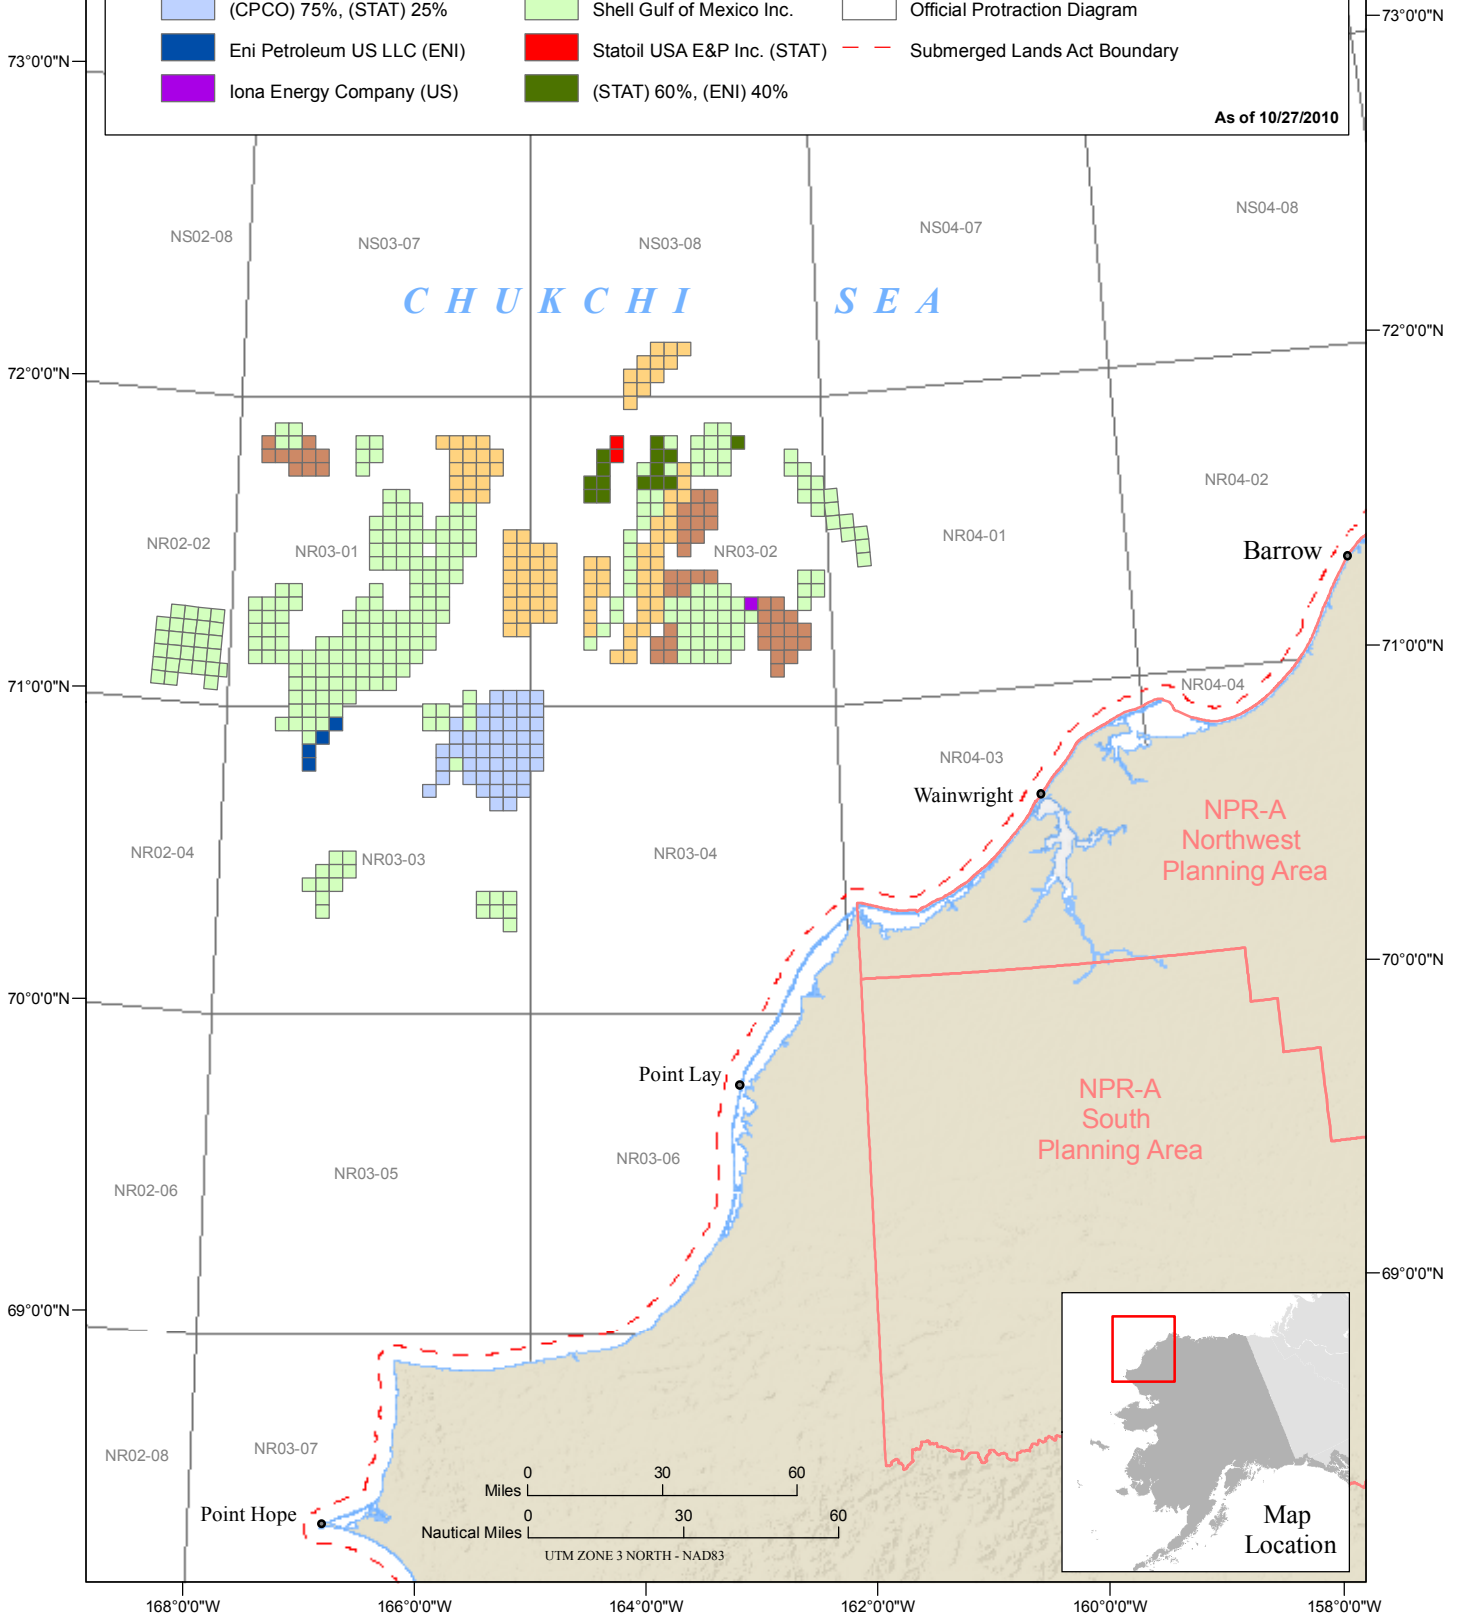 (CPCO) 75%, (STAT) 25%
Shell Gulf of Mexico Inc.
Official Protraction Diagram
Eni Petroleum US LLC (ENI)
Statoil USA E&P Inc. (STAT)
Submerged Lands Act Boundary
Iona Energy Company (US)
(STAT) 60%, (ENI) 40%
As of 10/27/2010
73°0'0"N
73°0'0"N
NS02-08
NS03-07
NS03-08
NS04-07
NS04-08
CHUKCHI SEA
72°0'0"N
72°0'0"N
NR02-02
NR03-01
NR03-02
NR04-01
NR04-02
Barrow
71°0'0"N
71°0'0"N
NR04-04
NR04-03
Wainwright
NPR-A
Northwest
Planning Area
NR02-04
NR03-03
NR03-04
70°0'0"N
70°0'0"N
Point Lay
NPR-A
South
Planning Area
NR02-06
NR03-05
NR03-06
69°0'0"N
69°0'0"N
NR02-08
NR03-07
Point Hope
0 30 60
Miles
0 30 60
Nautical Miles
UTM ZONE 3 NORTH - NAD83
Map
Location
168°0'0"W
166°0'0"W
164°0'0"W
162°0'0"W
160°0'0"W
158°0'0"W